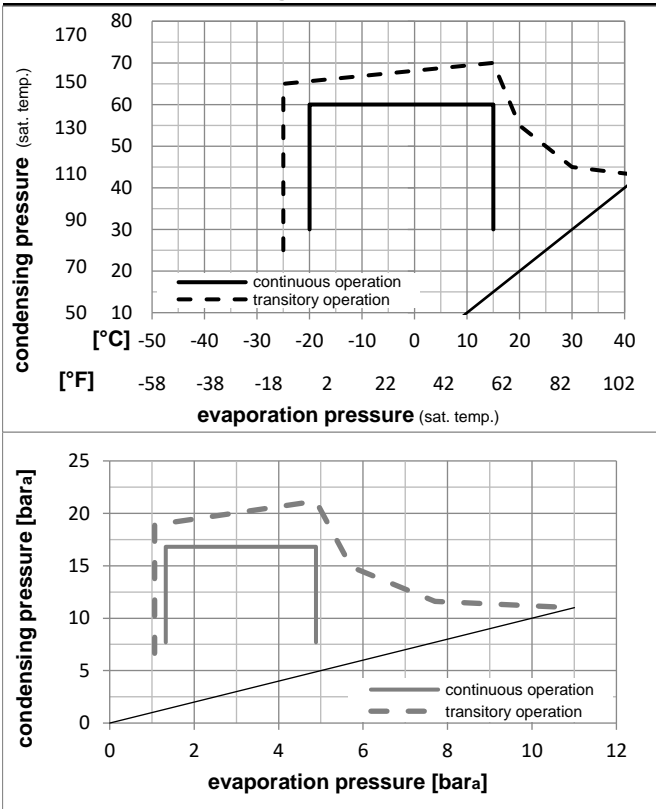 80
170
70
150
60
130
50
110
40
90
30
70
20
50
10
condensing pressure (sat. temp.)
continuous operation
transitory operation
[°C] -50 -40 -30 -20 -10 0 10 20 30 40
[°F] -58 -38 -18 2 22 42 62 82 102
evaporation pressure (sat. temp.)
25
20
15
10
5
0
condensing pressure [bara]
continuous operation
transitory operation
0 2 4 6 8 10 12
evaporation pressure [bara]